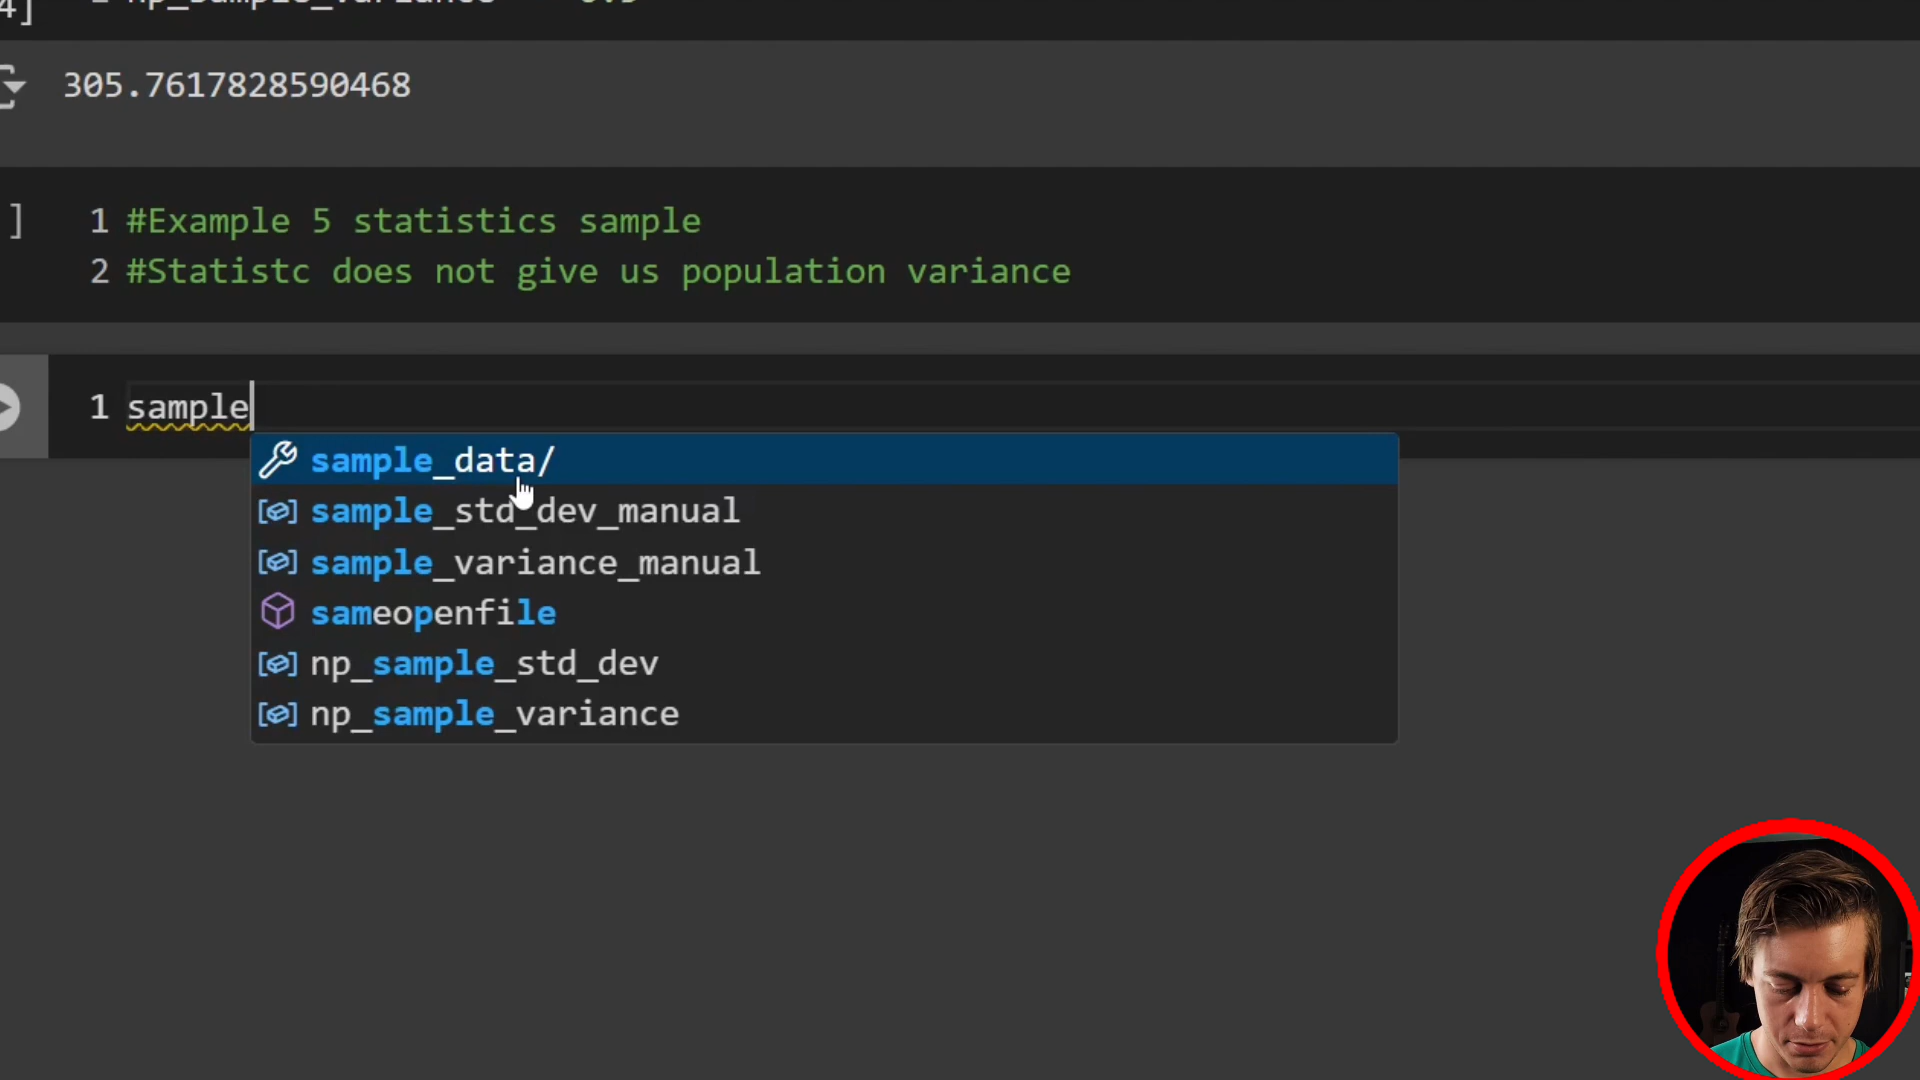 305.7617828590468
]
1 #Example 5 statistics sample
2 #Statistc does not give us population variance
1 sample
sample_data/
sample_std_dev_manual
sample_variance_manual
sameopenfile
np_sample_std_dev
np_sample_variance